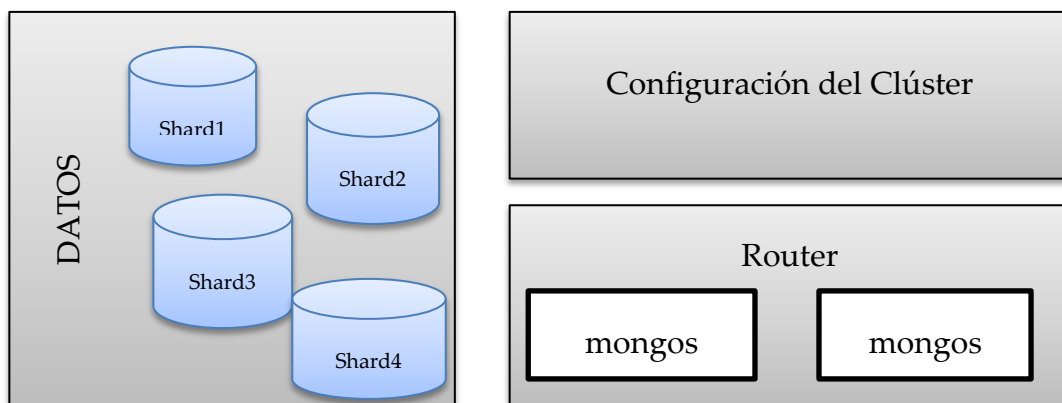 DATOS
Shard1
Shard2
Shard3
Shard4
Configuración del Clúster
Router
mongos
mongos